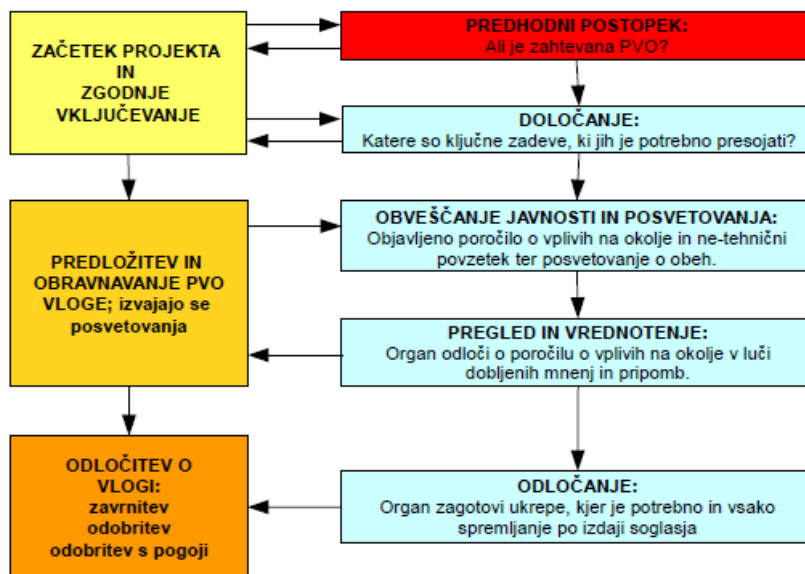 ZAČETEK PROJEKTA
IN
ZGODNJE
VKLJUČEVANJE
PREDHODNI POSTOPEK:
Ali je zahtevana PVO?
DOLOČANJE:
Katere so ključne zadeve, ki jih je potrebno presojati?
PREDLOŽITEV IN
OBRAVNAVANJE PVO
VLOGE; izvajajo se
posvetovanja
OBVEŠČANJE JAVNOSTI IN POSVETOVANJA:
Objavljeno poročilo o vplivih na okolje in ne-tehnični
povzetek ter posvetovanje o obeh.
PREGLED IN VREDNOTENJE:
Organ odloči o poročilu o vplivih na okolje v luči
dobljenih mnenj in pripomb.
ODLOČITEV O
VLOGI:
zavrnitev
odobritev
odobritev s pogoji
ODLOČANJE:
Organ zagotovi ukrepe, kjer je potrebno in vsako
spremljanje po izdaji soglasja